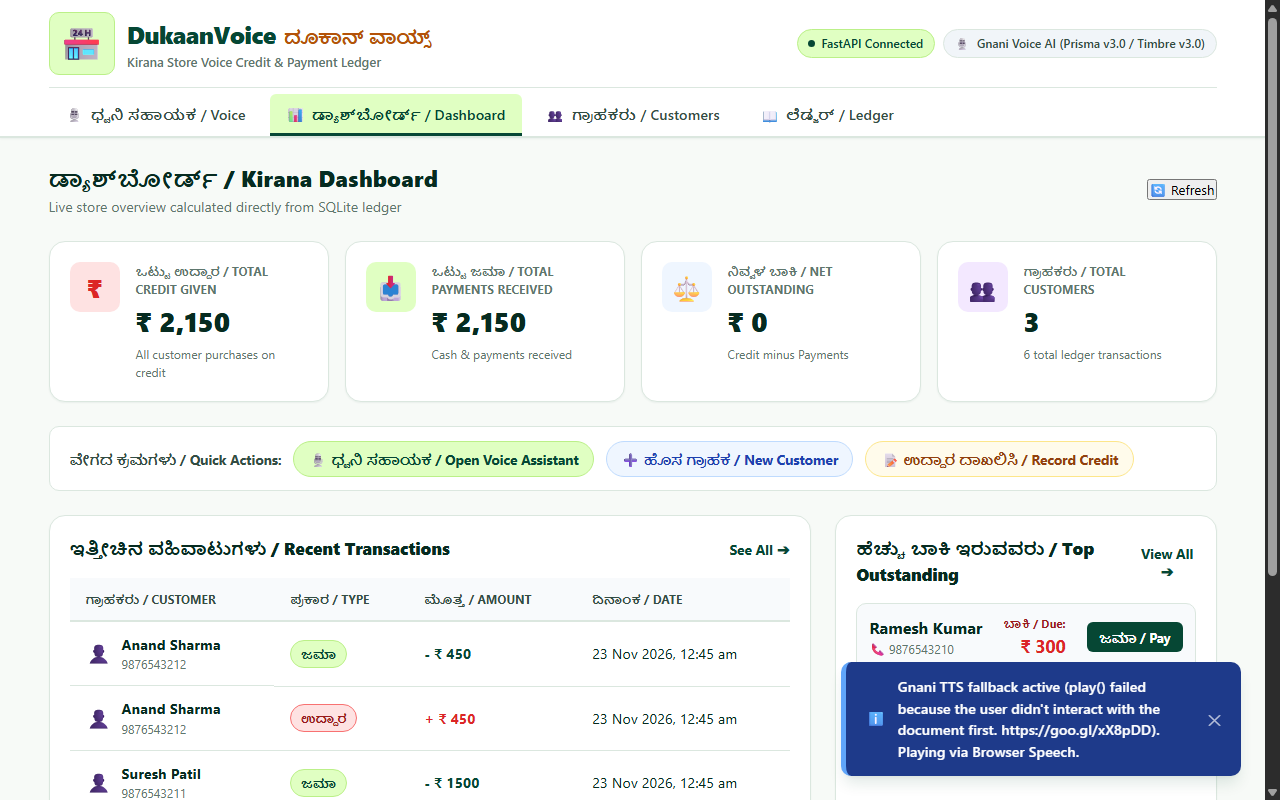 24 H
DukaanVoice ದೂಕಾನ್ ವಾಯ್ಸ್
Kirana Store Voice Credit & Payment Ledger
FastAPI Connected
Gnani Voice AI (Prisma v3.0 / Timbre v3.0)
ಧ್ವನಿ ಸಹಾಯಕ / Voice
ಡ್ಯಾಶ್‌ಬೋರ್ಡ್ / Dashboard
ಗ್ರಾಹಕರು / Customers
ಲೆಡ್ಜರ್ / Ledger
ಡ್ಯಾಶ್‌ಬೋರ್ಡ್ / Kirana Dashboard
Live store overview calculated directly from SQLite ledger
Refresh
₹
ಒಟ್ಟು ಉದ್ಧಾರ / TOTAL
CREDIT GIVEN
₹ 2,150
All customer purchases on
credit
ಒಟ್ಟು ಜಮಾ / TOTAL
PAYMENTS RECEIVED
₹ 2,150
Cash & payments received
ನಿವ್ವಳ ಬಾಕಿ / NET
OUTSTANDING
₹ 0
Credit minus Payments
ಗ್ರಾಹಕರು / TOTAL
CUSTOMERS
3
6 total ledger transactions
ವೇಗದ ಕ್ರಮಗಳು / Quick Actions:
ಧ್ವನಿ ಸಹಾಯಕ / Open Voice Assistant
ಹೊಸ ಗ್ರಾಹಕ / New Customer
ಉದ್ಧಾರ ದಾಖಲಿಸಿ / Record Credit
ಇತ್ತೀಚಿನ ವಹಿವಾಟುಗಳು / Recent Transactions
See All ➔
ಗ್ರಾಹಕರು / CUSTOMER
ಪ್ರಕಾರ / TYPE
ಮೊತ್ತ / AMOUNT
ದಿನಾಂಕ / DATE
Anand Sharma
9876543212
ಜಮಾ
- ₹ 450
23 Nov 2026, 12:45 am
Anand Sharma
9876543212
ಉದ್ಧಾರ
+ ₹ 450
23 Nov 2026, 12:45 am
Suresh Patil
9876543211
ಜಮಾ
- ₹ 1500
23 Nov 2026, 12:45 am
ಹೆಚ್ಚು ಬಾಕಿ ಇರುವವರು / Top
Outstanding
View All
➔
Ramesh Kumar
9876543210
ಬಾಕಿ / Due:
₹ 300
ಜಮಾ / Pay
Gnani TTS fallback active (play() failed
because the user didn't interact with the
document first. https://goo.gl/xX8pDD).
Playing via Browser Speech.